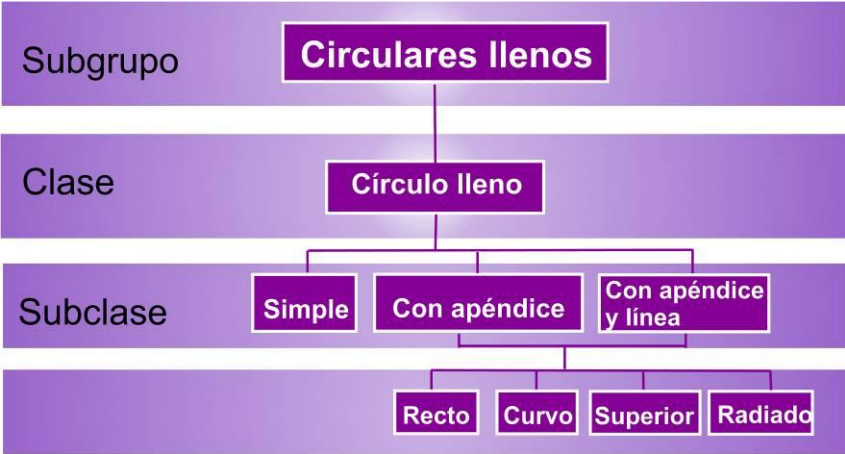 Subgrupo
Circulares llenos
Clase
Círculo lleno
Subclase
Simple
Con apéndice
Con apéndice
y línea
Recto
Curvo
Superior
Radiado